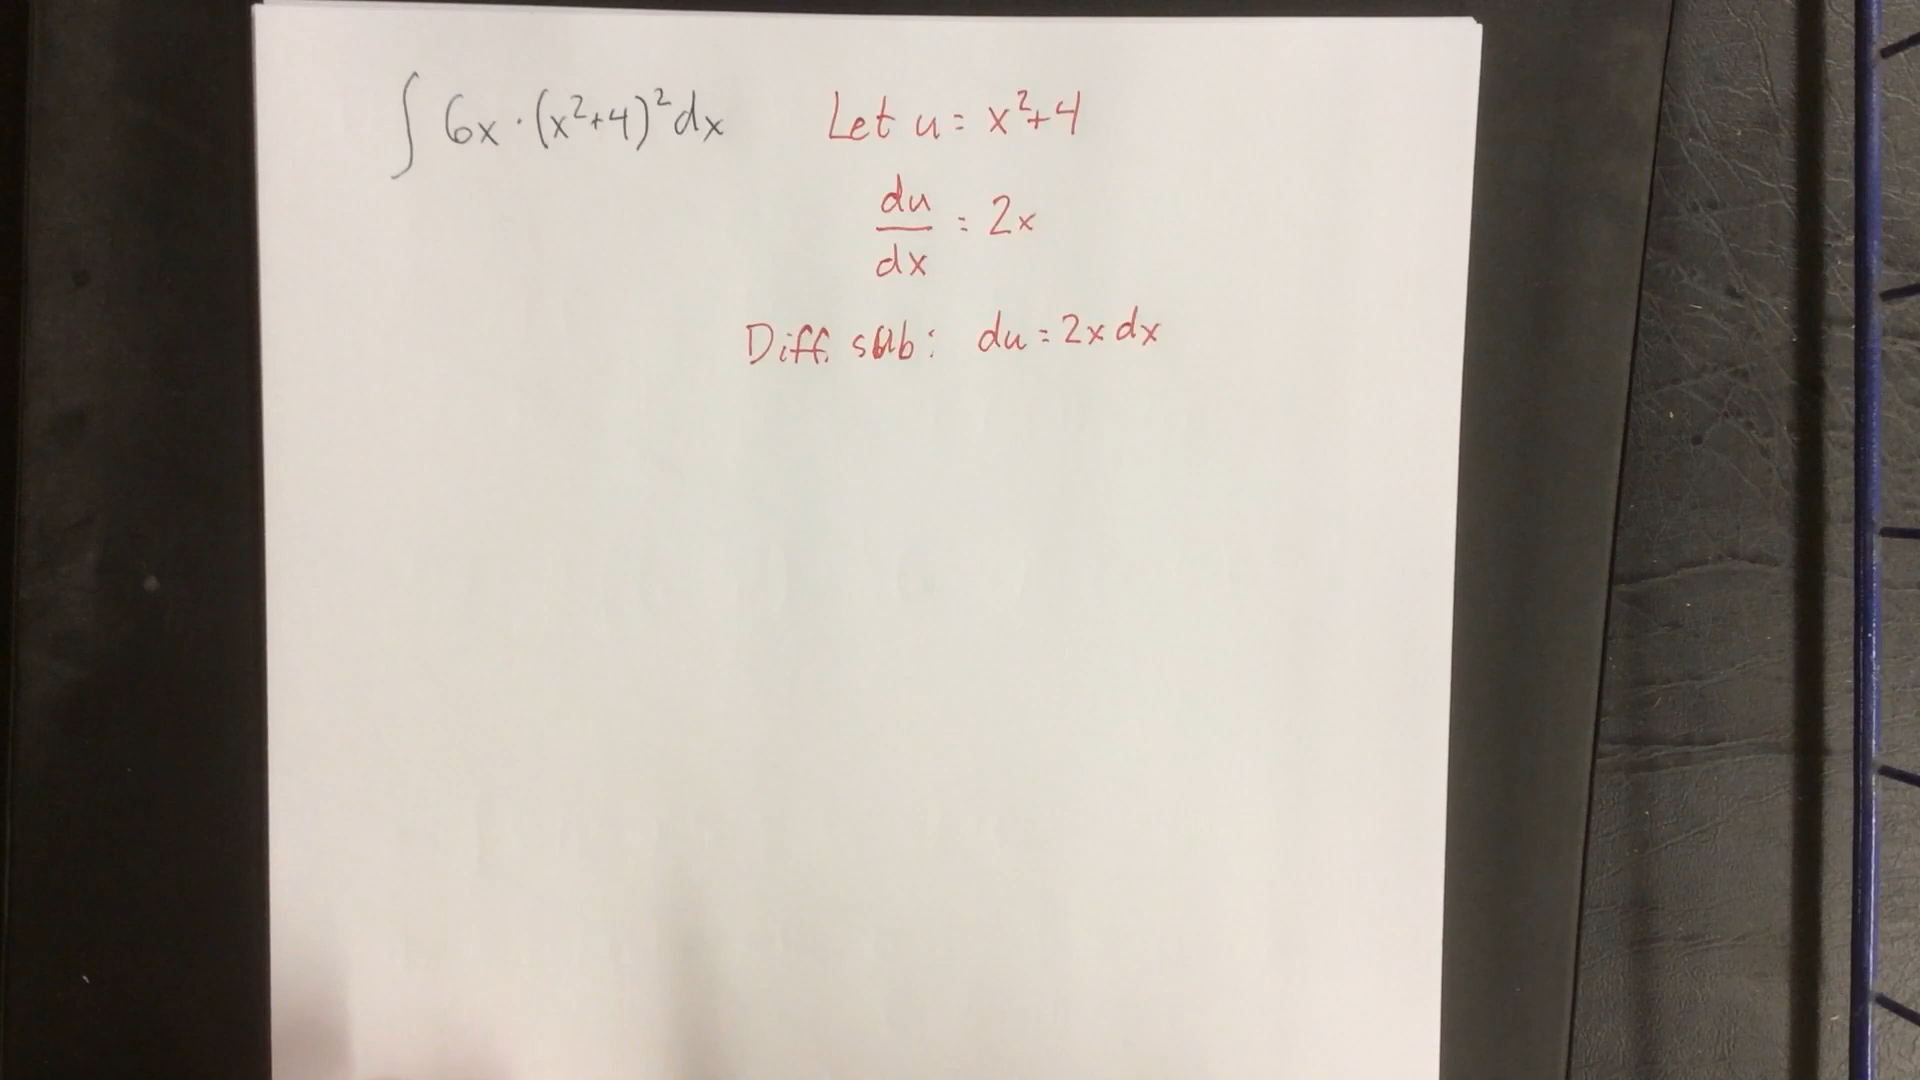 ∫ 6x · (x²+4)² dx Let u = x²+4
du/dx = 2x
Diff. sub: du = 2x dx